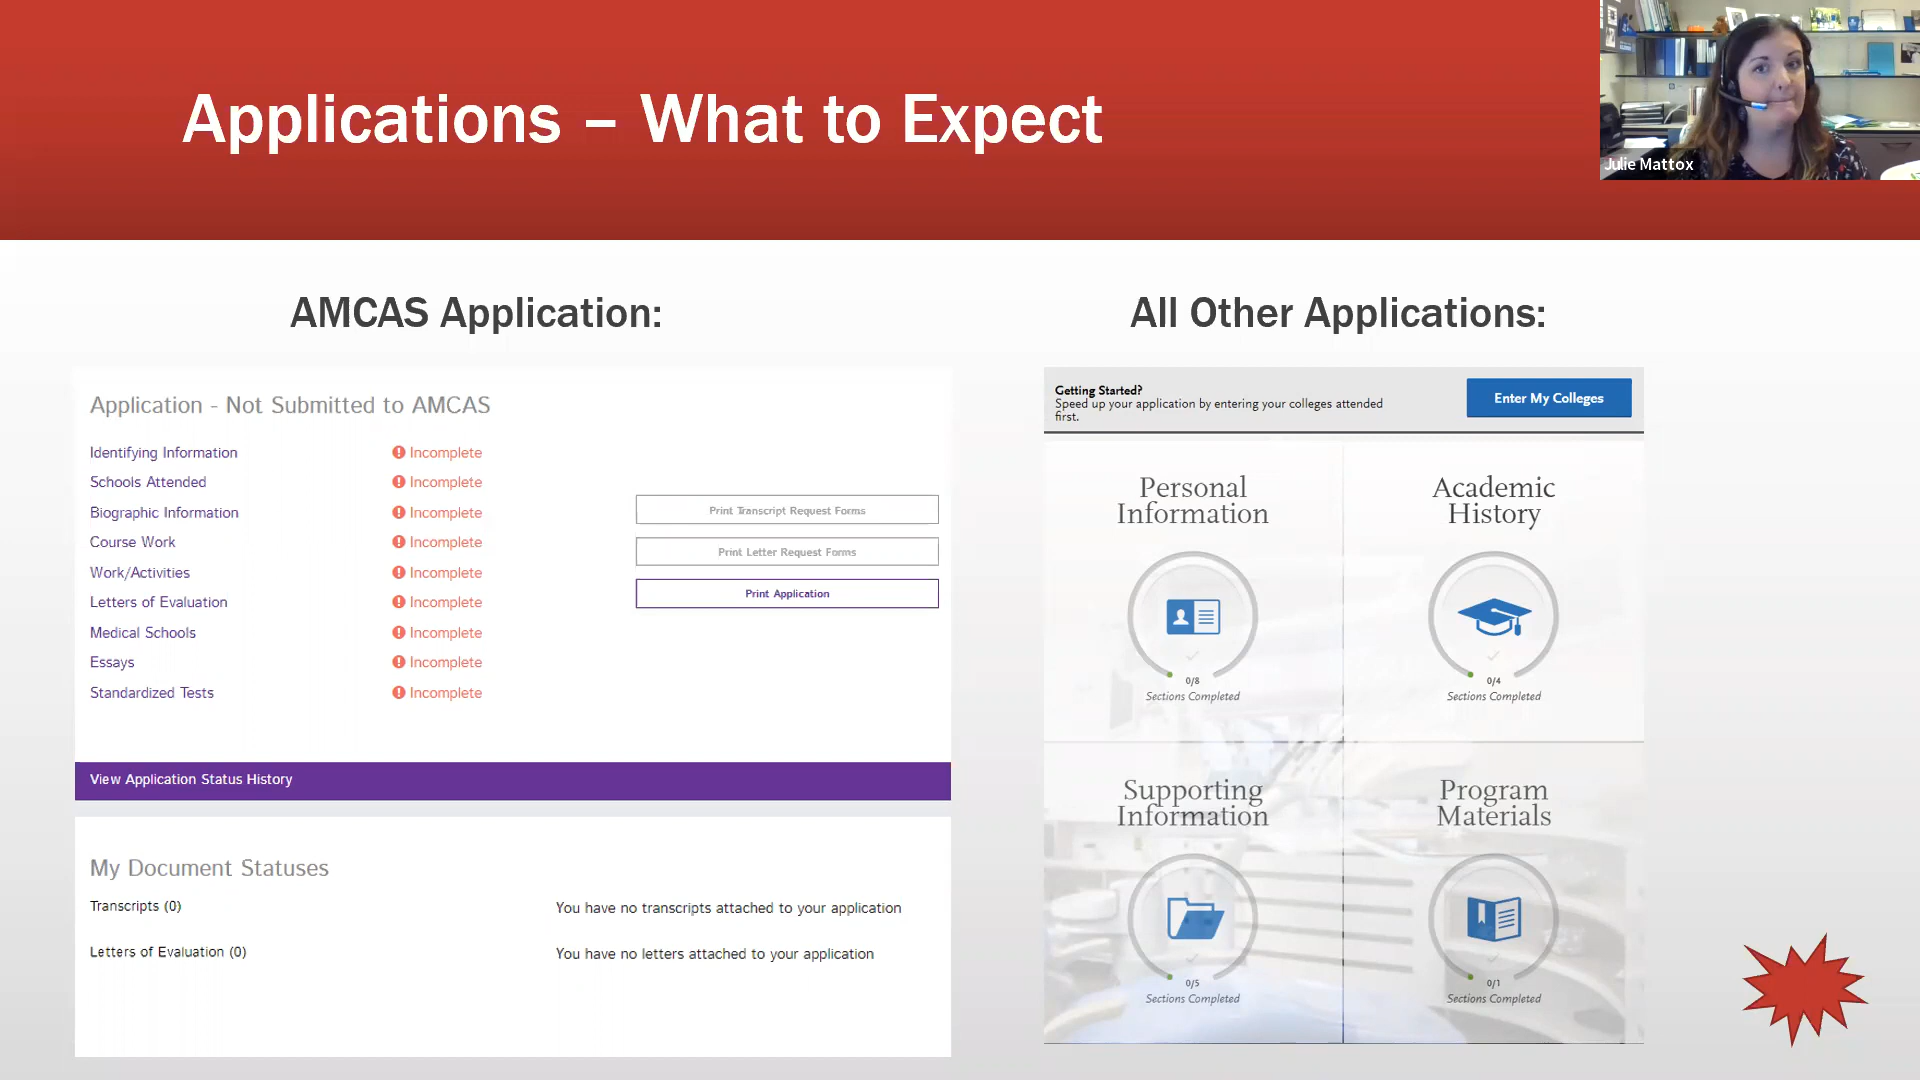 Applications – What to Expect
Julie Mattox
AMCAS Application:
Application - Not Submitted to AMCAS
Identifying Information Incomplete
Schools Attended Incomplete
Biographic Information Incomplete
Course Work Incomplete
Work/Activities Incomplete
Letters of Evaluation Incomplete
Medical Schools Incomplete
Essays Incomplete
Standardized Tests Incomplete
Print Transcript Request Forms
Print Letter Request Forms
Print Application
View Application Status History
My Document Statuses
Transcripts (0) You have no transcripts attached to your application
Letters of Evaluation (0) You have no letters attached to your application
All Other Applications:
Getting Started?
Speed up your application by entering your colleges attended
first.
Enter My Colleges
Personal
Information
0/8
Sections Completed
Academic
History
0/4
Sections Completed
Supporting
Information
0/5
Sections Completed
Program
Materials
0/1
Sections Completed